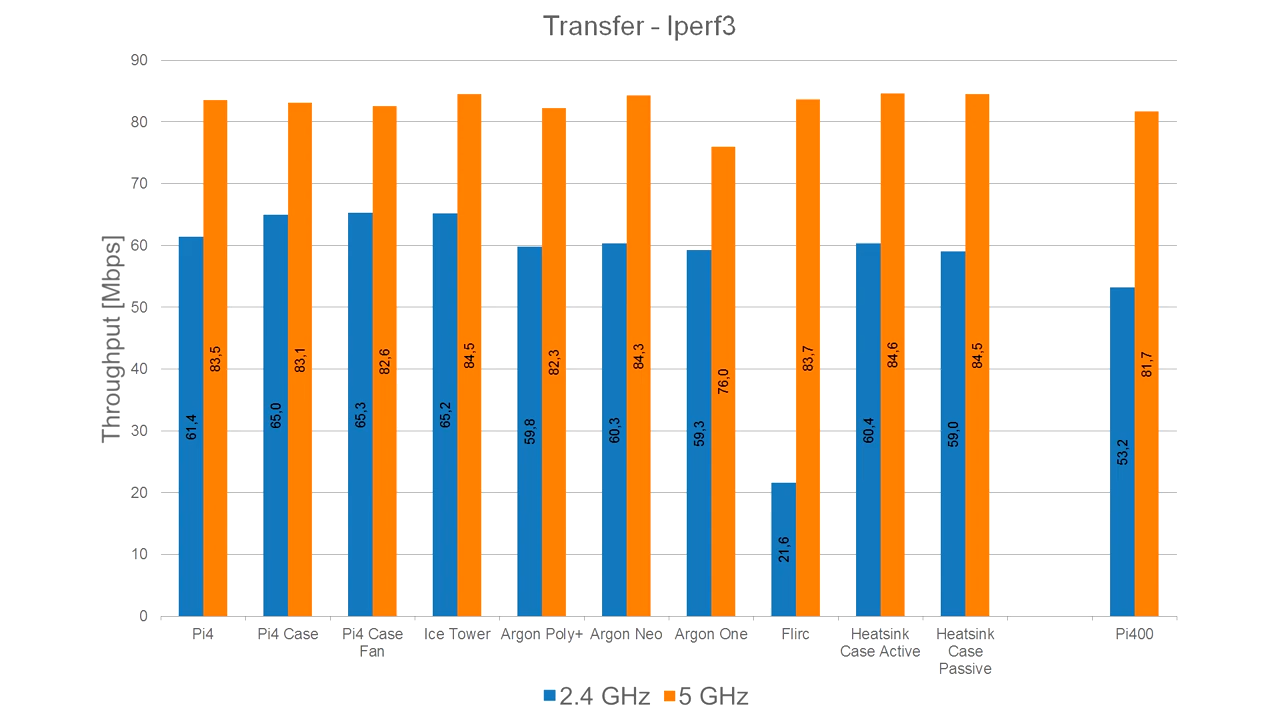 Transfer - Iperf3
Throughput [Mbps]
90
80
70
60
50
40
30
20
10
0
61,4
83,5
65,0
83,1
65,3
82,6
65,2
84,5
59,8
82,3
60,3
84,3
59,3
76,0
21,6
83,7
60,4
84,6
59,0
84,5
53,2
81,7
Pi4
Pi4 Case
Pi4 Case
Fan
Ice Tower
Argon Poly+
Argon Neo
Argon One
Flirc
Heatsink
Case Active
Heatsink
Case
Passive
Pi400
2.4 GHz
5 GHz